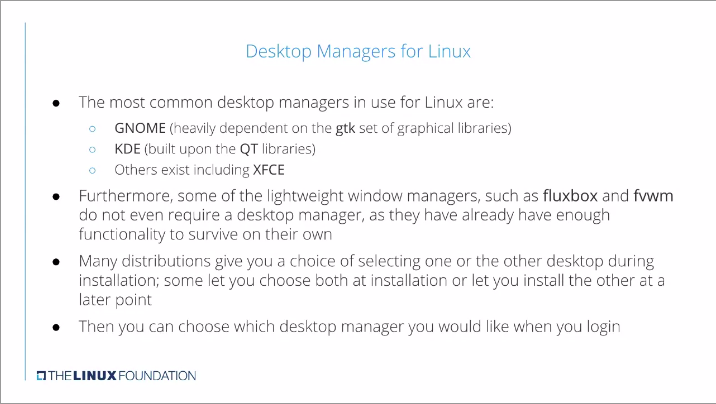 Desktop Managers for Linux
● The most common desktop managers in use for Linux are:
○ GNOME (heavily dependent on the gtk set of graphical libraries)
○ KDE (built upon the QT libraries)
○ Others exist including XFCE
● Furthermore, some of the lightweight window managers, such as fluxbox and fvwm
do not even require a desktop manager, as they have already have enough
functionality to survive on their own
● Many distributions give you a choice of selecting one or the other desktop during
installation; some let you choose both at installation or let you install the other at a
later point
● Then you can choose which desktop manager you would like when you login
THE LINUX FOUNDATION